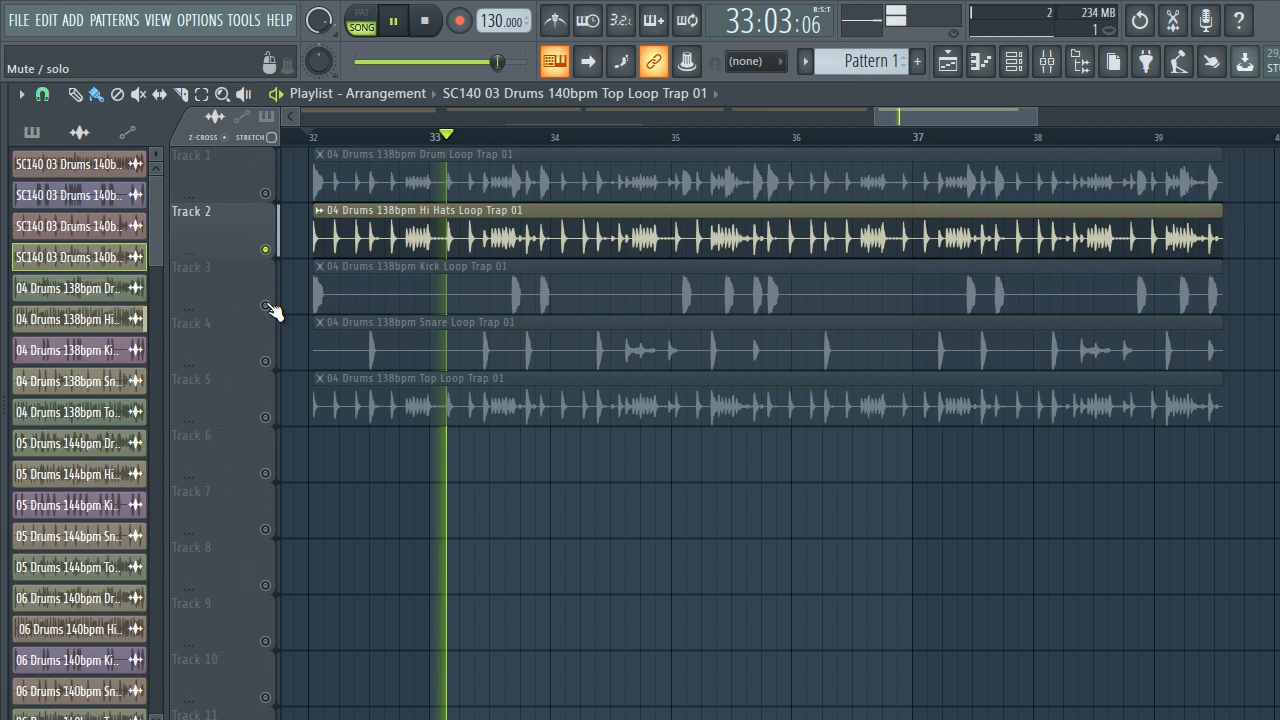 FILE EDIT ADD PATTERNS VIEW OPTIONS TOOLS HELP
PAT
SONG
130.000
3.2.
33:03:06
B:S:T
2
234 MB
1
Mute / solo
(none)
Pattern 1
Playlist - Arrangement ▸ SC140 03 Drums 140bpm Top Loop Trap 01 ▸
Z-CROSS
STRETCH
32 33 34 35 36 37 38 39
SC140 03 Drums 140b..
SC140 03 Drums 140b..
SC140 03 Drums 140b..
SC140 03 Drums 140b..
04 Drums 138bpm Dr..
04 Drums 138bpm Hi..
04 Drums 138bpm Ki..
04 Drums 138bpm Sn..
04 Drums 138bpm To..
05 Drums 144bpm Dr..
05 Drums 144bpm Hi..
05 Drums 144bpm Ki..
05 Drums 144bpm Sn..
05 Drums 144bpm To..
06 Drums 140bpm Dr..
06 Drums 140bpm Hi..
06 Drums 140bpm Ki..
06 Drums 140bpm Sn..
Track 1
04 Drums 138bpm Drum Loop Trap 01
Track 2
04 Drums 138bpm Hi Hats Loop Trap 01
Track 3
04 Drums 138bpm Kick Loop Trap 01
Track 4
04 Drums 138bpm Snare Loop Trap 01
Track 5
04 Drums 138bpm Top Loop Trap 01
Track 6
Track 7
Track 8
Track 9
Track 10
Track 11